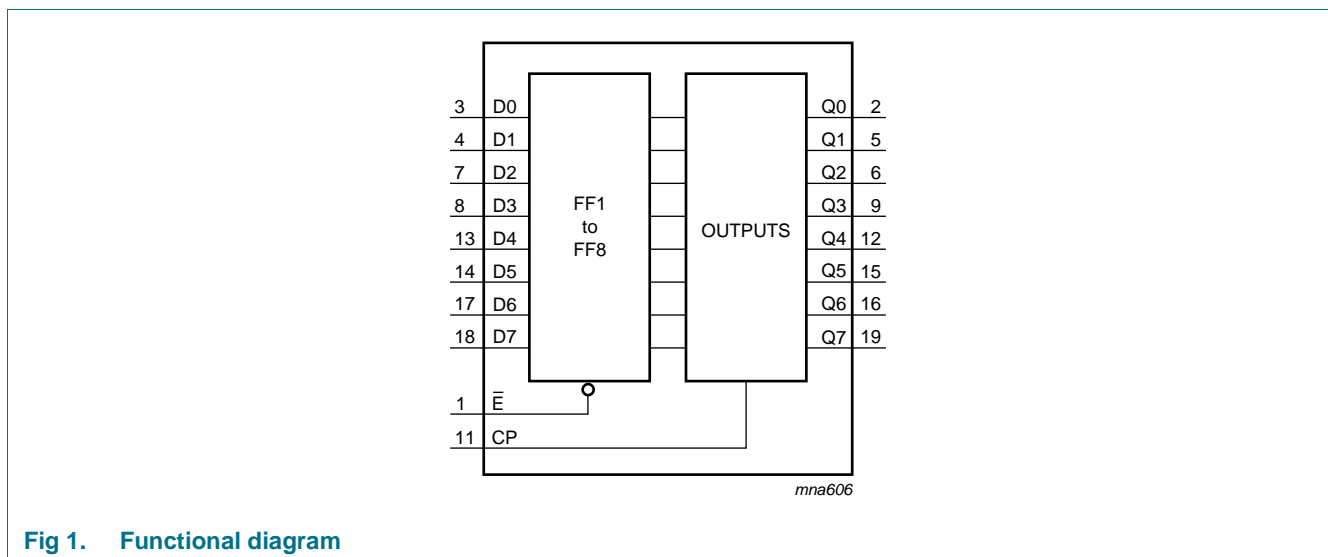 3 D0 Q0 2
4 D1 Q1 5
7 D2 Q2 6
8 D3 FF1 Q3 9
to OUTPUTS
13 D4 FF8 Q4 12
14 D5 Q5 15
17 D6 Q6 16
18 D7 Q7 19
1 E̅
11 CP
mna606
Fig 1. Functional diagram